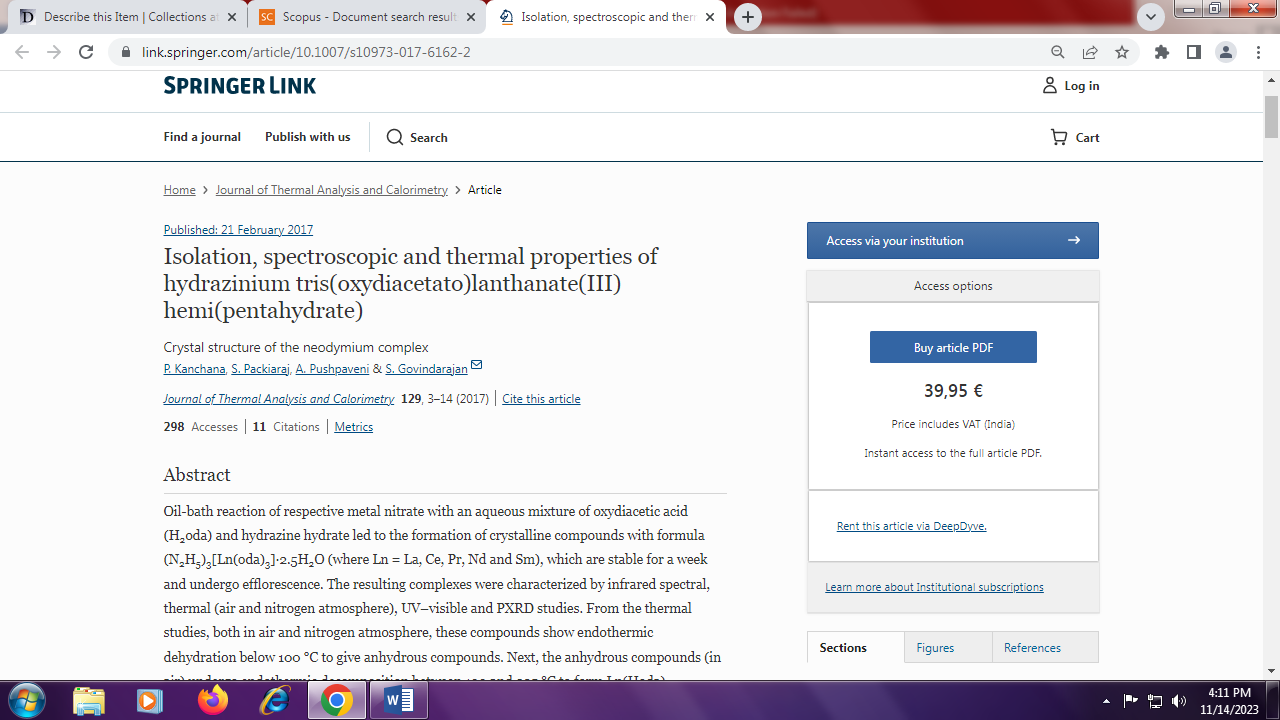 Describe this Item | Collections at
Scopus - Document search result
Isolation, spectroscopic and ther
link.springer.com/article/10.1007/s10973-017-6162-2
SPRINGER LINK
Log in
Find a journal
Publish with us
Search
Cart
Home > Journal of Thermal Analysis and Calorimetry > Article
Published: 21 February 2017
Isolation, spectroscopic and thermal properties of
hydrazinium tris(oxydiacetato)lanthanate(III)
hemi(pentahydrate)
Crystal structure of the neodymium complex
P. Kanchana, S. Packiaraj, A. Pushpaveni & S. Govindarajan
Journal of Thermal Analysis and Calorimetry 129, 3–14 (2017) | Cite this article
298 Accesses | 11 Citations | Metrics
Abstract
Oil-bath reaction of respective metal nitrate with an aqueous mixture of oxydiacetic acid
(H₂oda) and hydrazine hydrate led to the formation of crystalline compounds with formula
(N₂H₅)₃[Ln(oda)₃]·2.5H₂O (where Ln = La, Ce, Pr, Nd and Sm), which are stable for a week
and undergo efflorescence. The resulting complexes were characterized by infrared spectral,
thermal (air and nitrogen atmosphere), UV–visible and PXRD studies. From the thermal
studies, both in air and nitrogen atmosphere, these compounds show endothermic
dehydration below 100 °C to give anhydrous compounds. Next, the anhydrous compounds (in
Access via your institution
Access options
Buy article PDF
39,95 €
Price includes VAT (India)
Instant access to the full article PDF.
Rent this article via DeepDyve.
Learn more about Institutional subscriptions
Sections
Figures
References
4:11 PM
11/14/2023